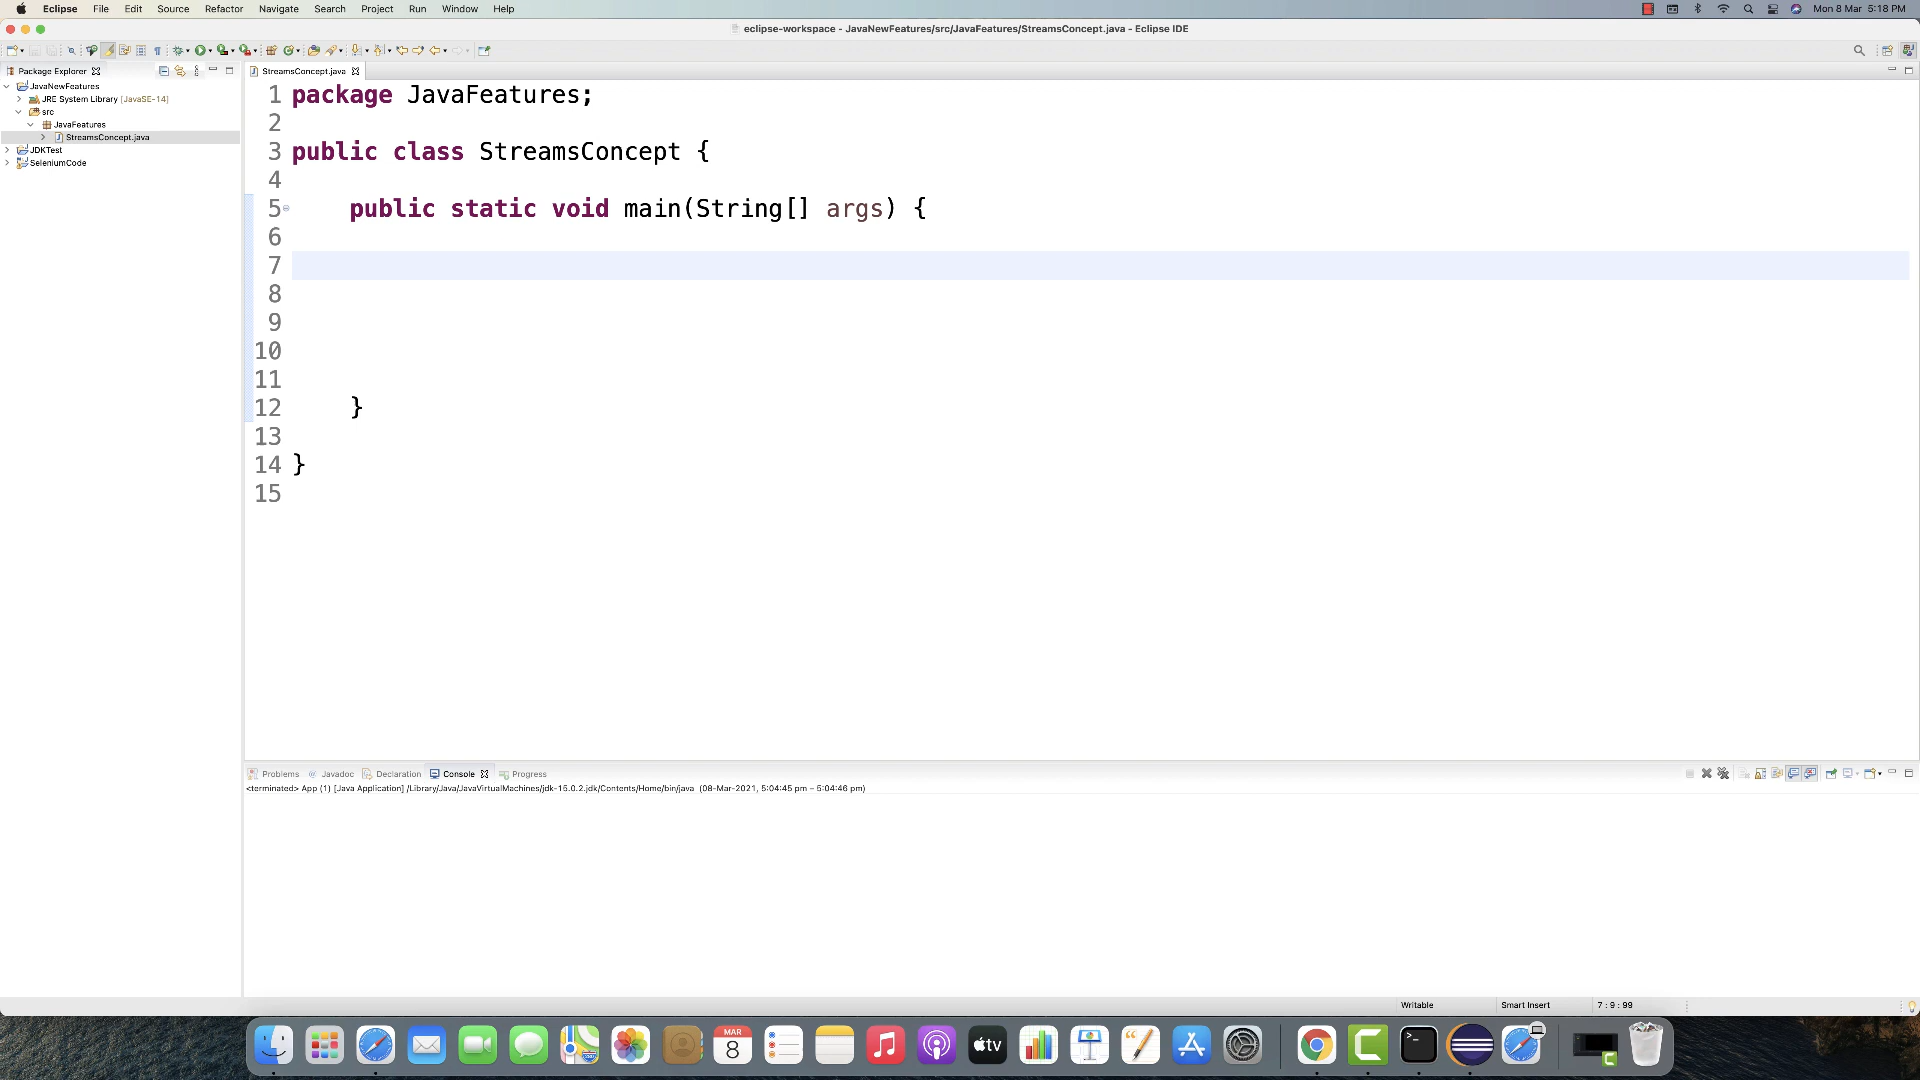 Eclipse File Edit Source Refactor Navigate Search Project Run Window Help Mon 8 Mar 5:18 PM
eclipse-workspace - JavaNewFeatures/src/JavaFeatures/StreamsConcept.java - Eclipse IDE
Package Explorer
JavaNewFeatures
JRE System Library [JavaSE-14]
src
JavaFeatures
StreamsConcept.java
JDKTest
SeleniumCode
StreamsConcept.java
1 package JavaFeatures;
2
3 public class StreamsConcept {
4
5 public static void main(String[] args) {
6
7
8
9
10
11
12 }
13
14 }
15
Problems Javadoc Declaration Console Progress
<terminated> App (1) [Java Application] /Library/Java/JavaVirtualMachines/jdk-15.0.2.jdk/Contents/Home/bin/java (08-Mar-2021, 5:04:45 pm – 5:04:46 pm)
Writable Smart Insert 7 : 9 : 99
MAR
8
tv